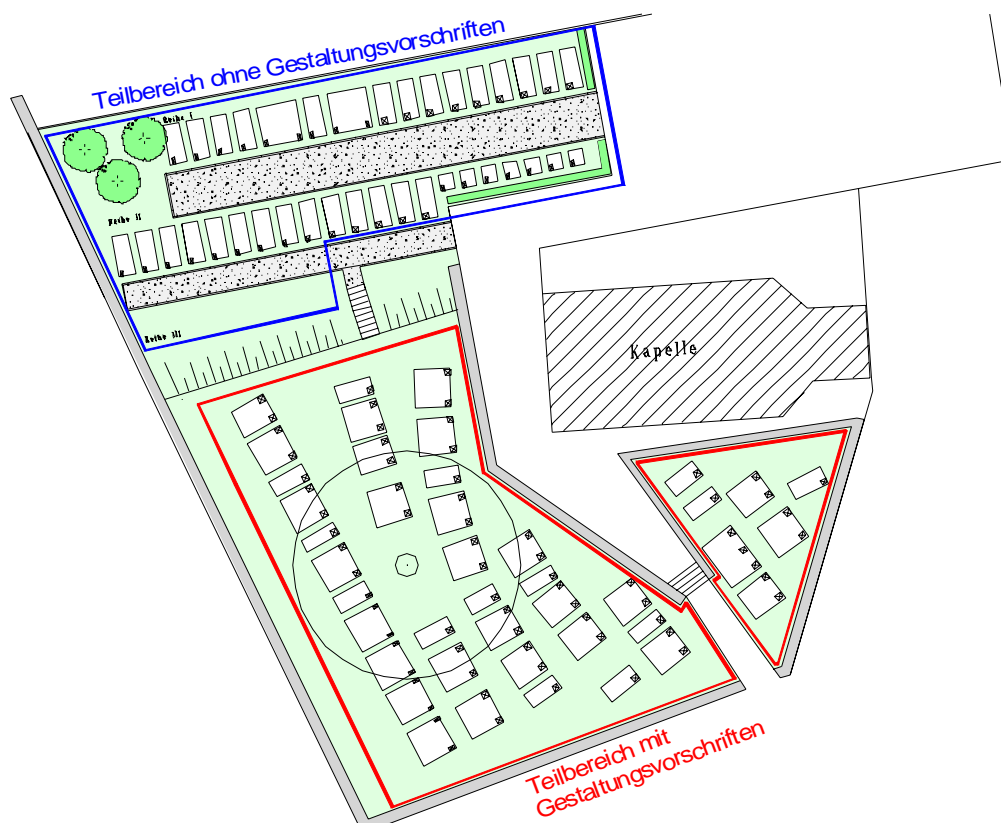 Teilbereich ohne Gestaltungsvorschriften
Reihe I
Reihe II
Reihe III
Kapelle
Teilbereich mit
Gestaltungsvorschriften